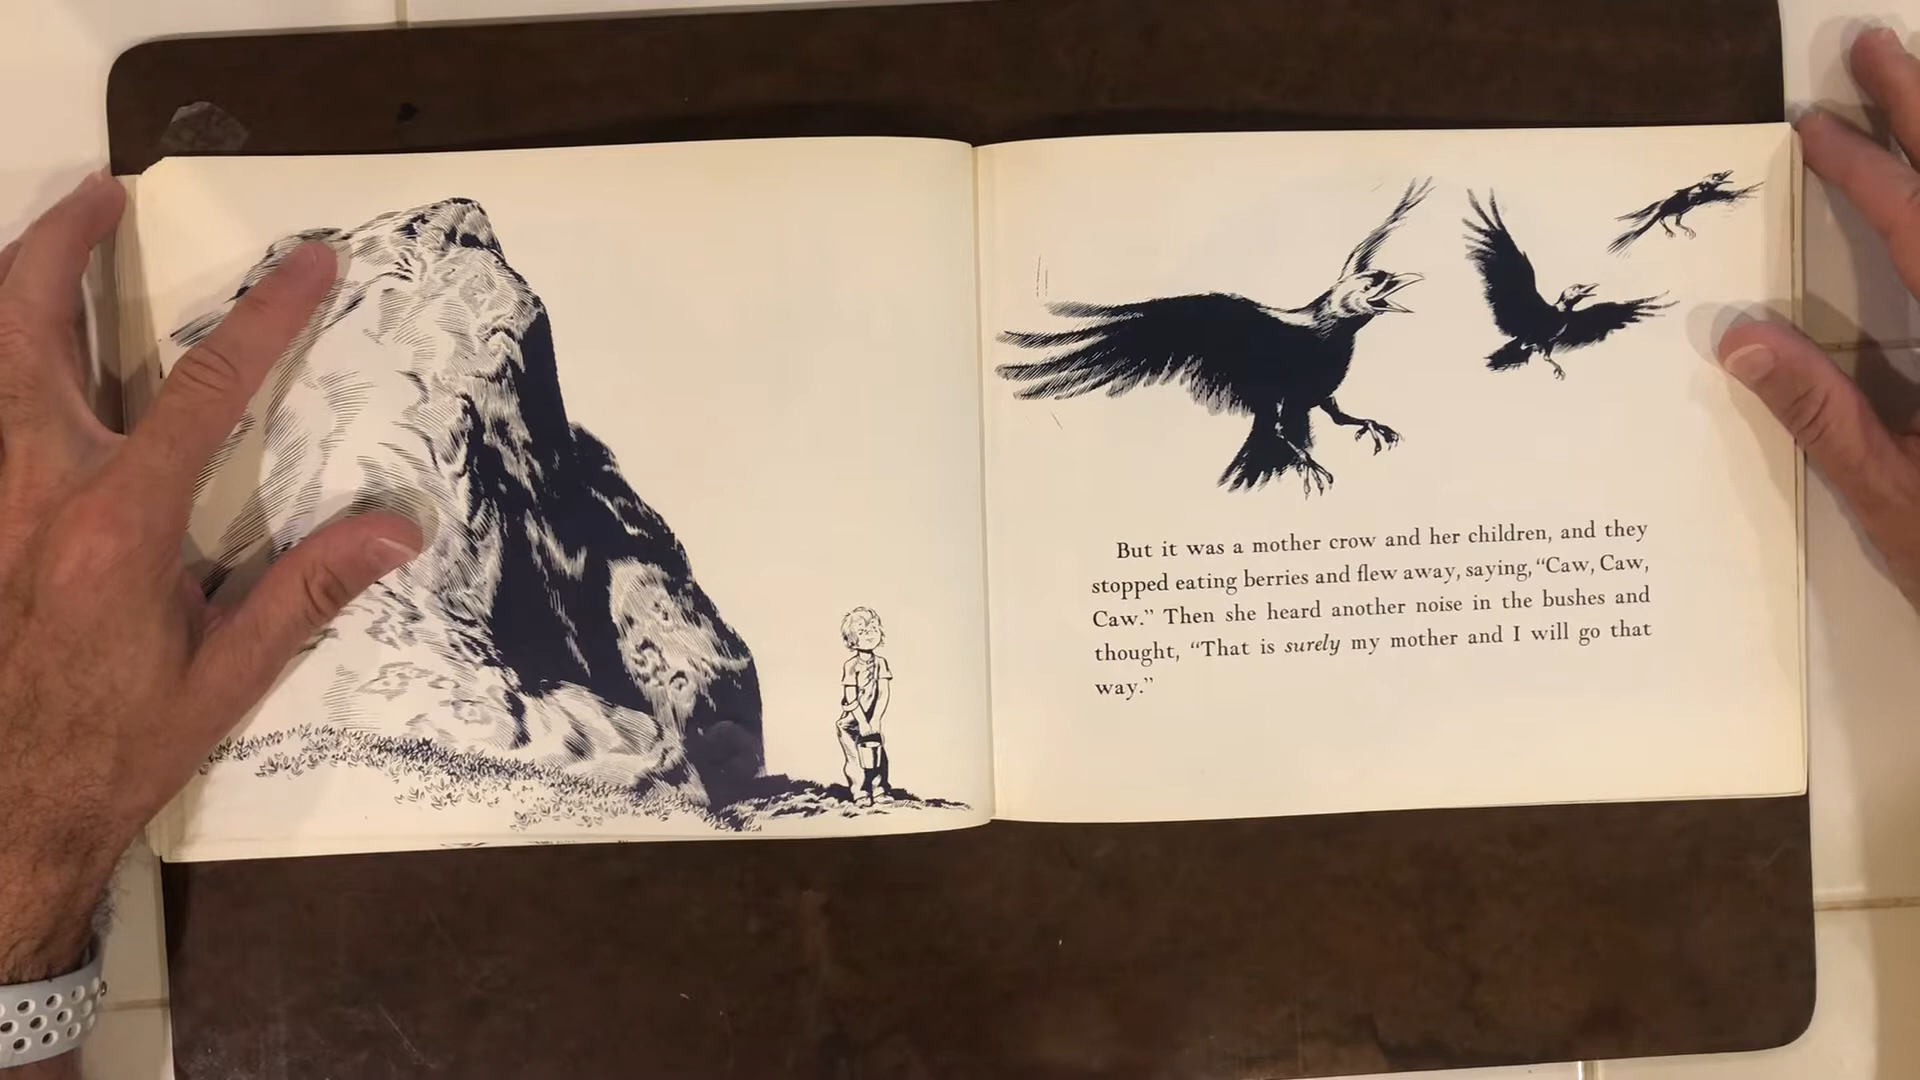 But it was a mother crow and her children, and they
stopped eating berries and flew away, saying, “Caw, Caw,
Caw.” Then she heard another noise in the bushes and
thought, “That is surely my mother and I will go that
way.”